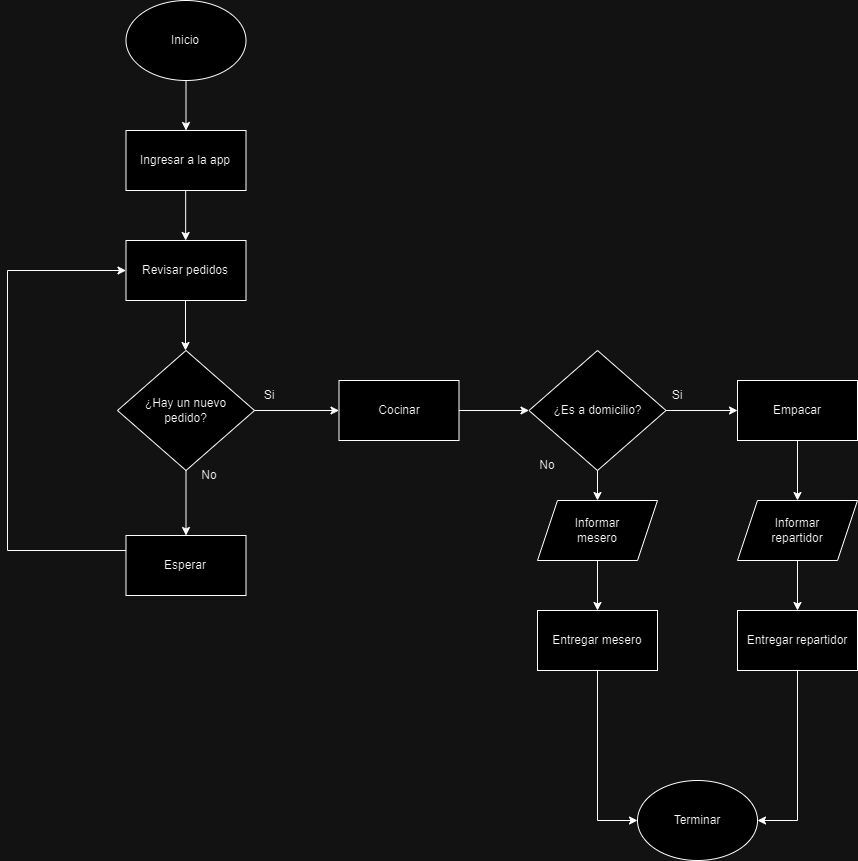 Inicio
Ingresar a la app
Revisar pedidos
¿Hay un nuevo
pedido?
Si
No
Esperar
Cocinar
¿Es a domicilio?
Si
No
Empacar
Informar
mesero
Informar
repartidor
Entregar mesero
Entregar repartidor
Terminar